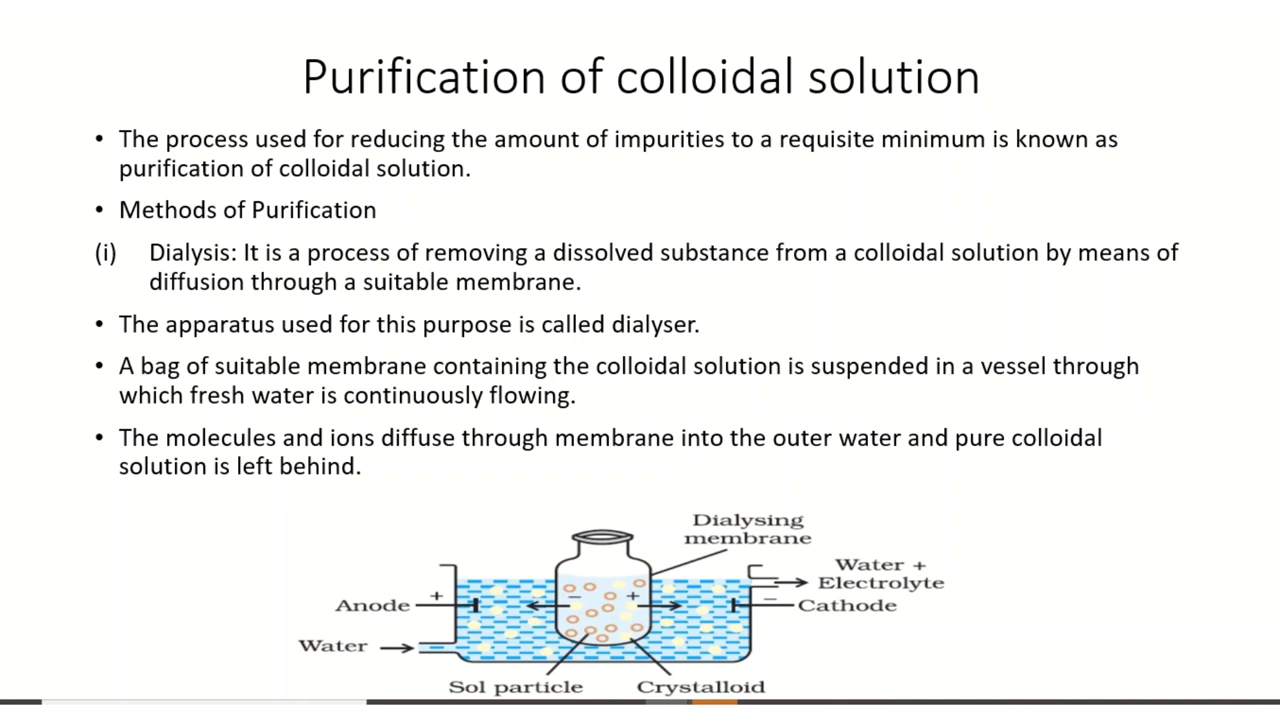 Purification of colloidal solution
• The process used for reducing the amount of impurities to a requisite minimum is known as
purification of colloidal solution.
• Methods of Purification
(i) Dialysis: It is a process of removing a dissolved substance from a colloidal solution by means of
diffusion through a suitable membrane.
• The apparatus used for this purpose is called dialyser.
• A bag of suitable membrane containing the colloidal solution is suspended in a vessel through
which fresh water is continuously flowing.
• The molecules and ions diffuse through membrane into the outer water and pure colloidal
solution is left behind.
Dialysing
membrane
Water +
Electrolyte
Anode + − + − Cathode
Water
Sol particle Crystalloid